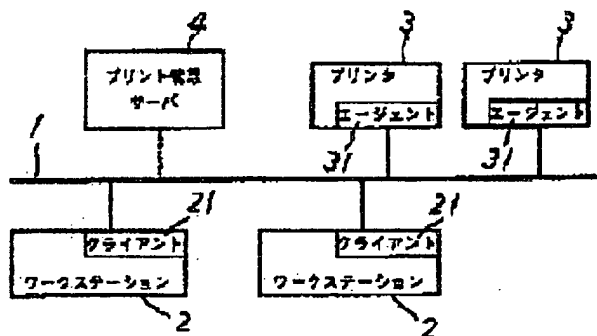 4
プリント管理
サーバ
3
プリンタ
エージェント
31
3
プリンタ
エージェント
31
1
21
クライアント
ワークステーション
2
21
クライアント
ワークステーション
2